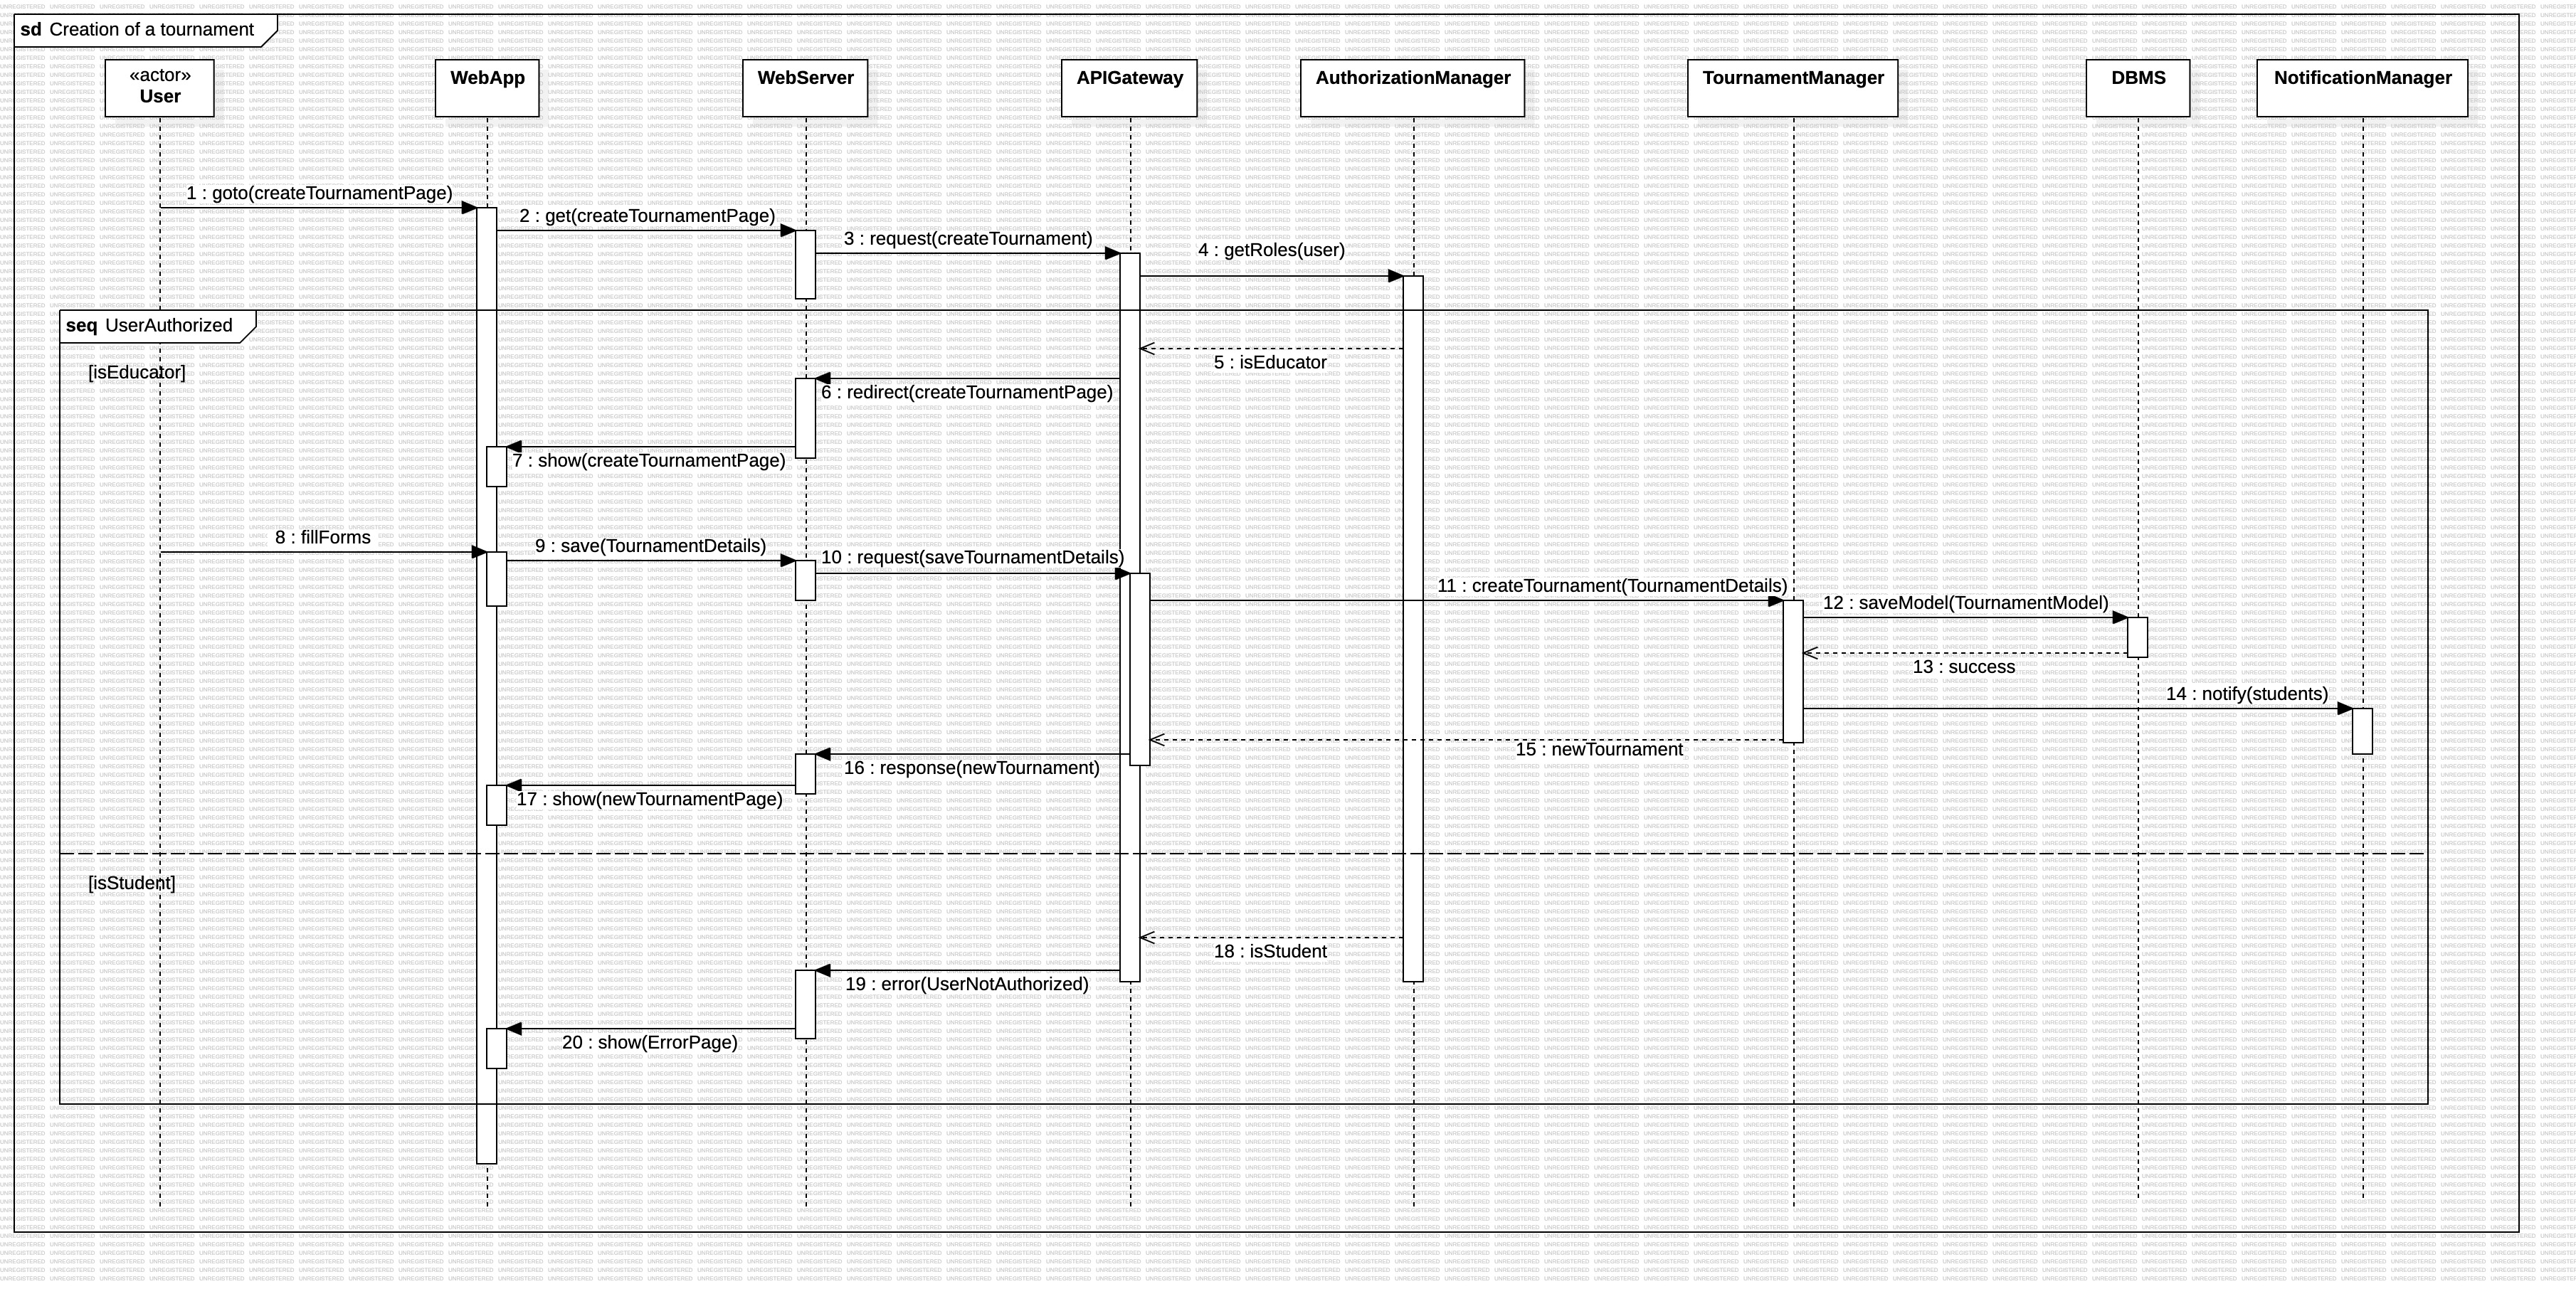 sd Creation of a tournament
«actor»
User
WebApp
WebServer
APIGateway
AuthorizationManager
TournamentManager
DBMS
NotificationManager
1 : goto(createTournamentPage)
2 : get(createTournamentPage)
3 : request(createTournament)
4 : getRoles(user)
seq UserAuthorized
5 : isEducator
[isEducator]
6 : redirect(createTournamentPage)
7 : show(createTournamentPage)
8 : fillForms
9 : save(TournamentDetails)
10 : request(saveTournamentDetails)
11 : createTournament(TournamentDetails)
12 : saveModel(TournamentModel)
13 : success
14 : notify(students)
15 : newTournament
16 : response(newTournament)
17 : show(newTournamentPage)
[isStudent]
18 : isStudent
19 : error(UserNotAuthorized)
20 : show(ErrorPage)
UNREGISTERED